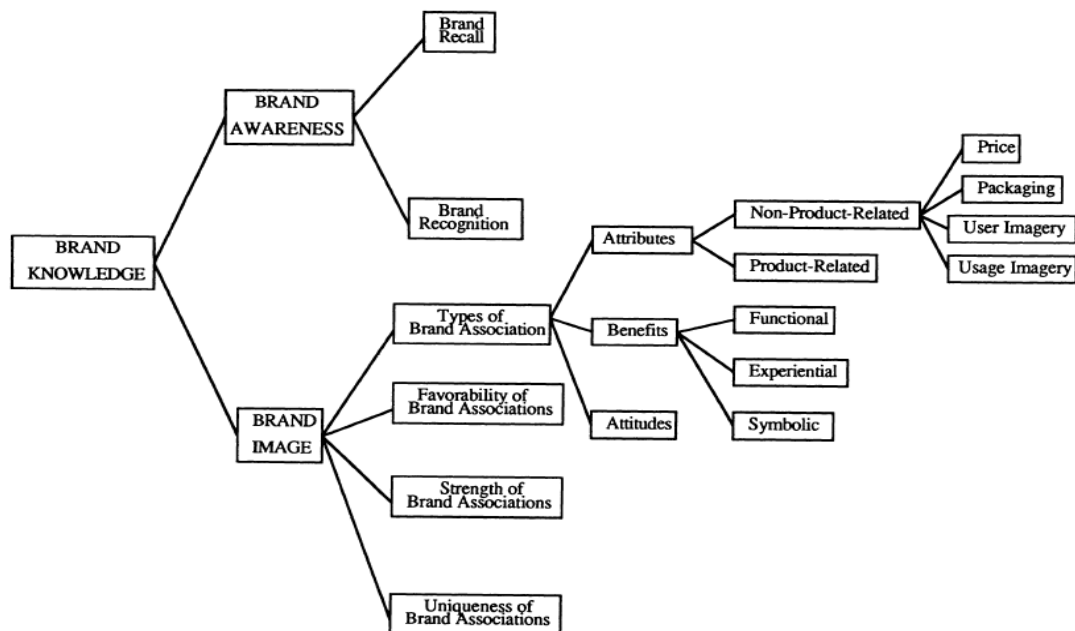 Brand
Recall
BRAND
AWARENESS
Brand
Recognition
BRAND
KNOWLEDGE
BRAND
IMAGE
Types of
Brand Association
Favorability of
Brand Associations
Strength of
Brand Associations
Uniqueness of
Brand Associations
Attributes
Benefits
Attitudes
Non-Product-Related
Product-Related
Functional
Experiential
Symbolic
Price
Packaging
User Imagery
Usage Imagery